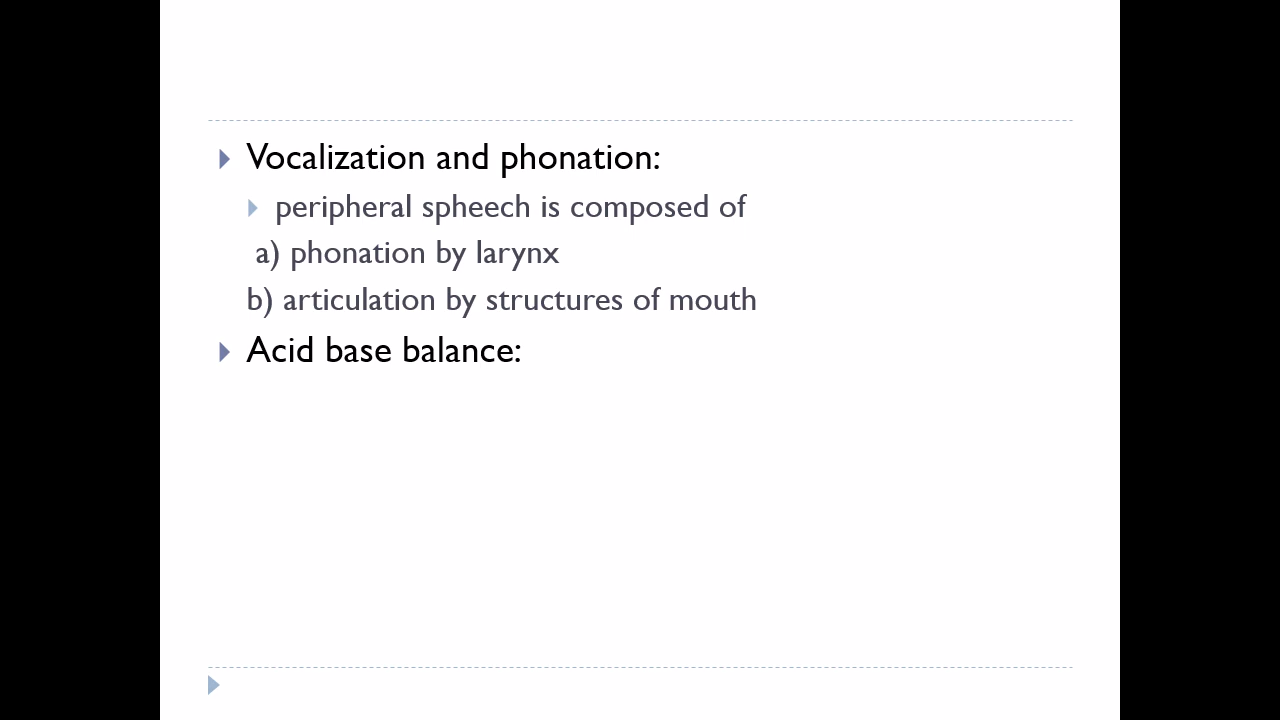 Vocalization and phonation:
peripheral spheech is composed of
a) phonation by larynx
b) articulation by structures of mouth
Acid base balance: